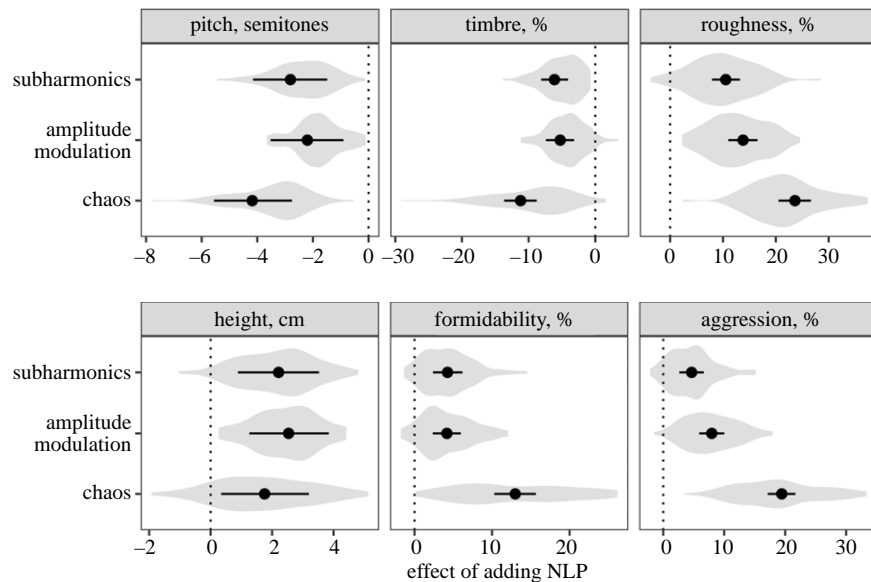 pitch, semitones
timbre, %
roughness, %
subharmonics
amplitude
modulation
chaos
−8 −6 −4 −2 0
−30 −20 −10 0
0 10 20 30
height, cm
formidability, %
aggression, %
subharmonics
amplitude
modulation
chaos
−2 0 2 4
0 10 20
0 10 20 30
effect of adding NLP